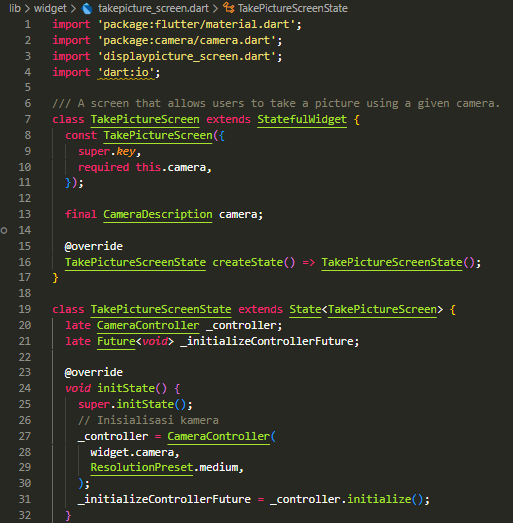 lib > widget > takepicture_screen.dart > TakePictureScreenState
1 import 'package:flutter/material.dart';
2 import 'package:camera/camera.dart';
3 import 'displaypicture_screen.dart';
4 import 'dart:io';
5
6 /// A screen that allows users to take a picture using a given camera.
7 class TakePictureScreen extends StatefulWidget {
8   const TakePictureScreen({
9     super.key,
10     required this.camera,
11   });
12
13   final CameraDescription camera;
14
15   @override
16   TakePictureScreenState createState() => TakePictureScreenState();
17 }
18
19 class TakePictureScreenState extends State<TakePictureScreen> {
20   late CameraController _controller;
21   late Future<void> _initializeControllerFuture;
22
23   @override
24   void initState() {
25     super.initState();
26     // Inisialisasi kamera
27     _controller = CameraController(
28       widget.camera,
29       ResolutionPreset.medium,
30     );
31     _initializeControllerFuture = _controller.initialize();
32   }